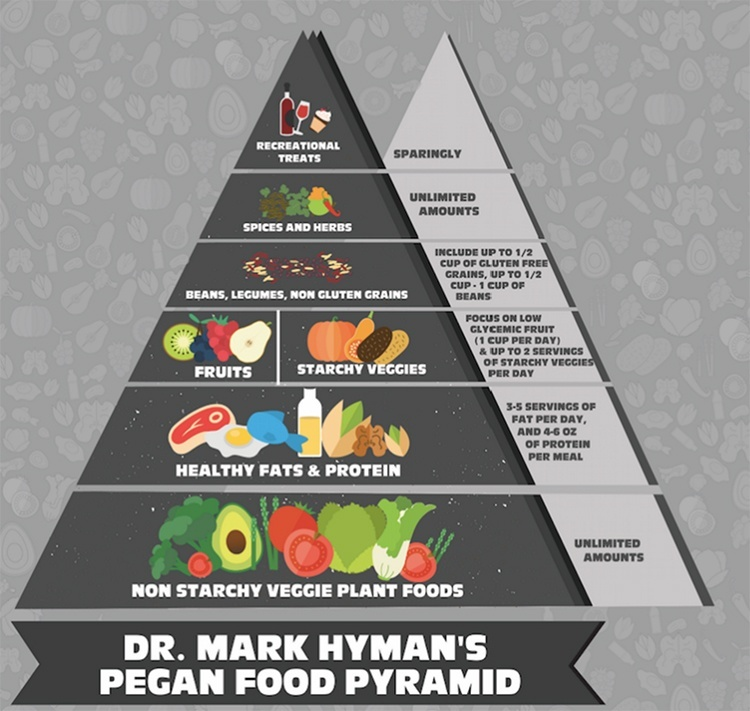 RECREATIONAL
TREATS
SPARINGLY
SPICES AND HERBS
UNLIMITED
AMOUNTS
BEANS, LEGUMES, NON GLUTEN GRAINS
INCLUDE UP TO 1/2
CUP OF GLUTEN FREE
GRAINS, UP TO 1/2
CUP - 1 CUP OF
BEANS
FRUITS
STARCHY VEGGIES
FOCUS ON LOW
GLYCEMIC FRUIT
(1 CUP PER DAY)
& UP TO 2 SERVINGS
OF STARCHY VEGGIES
PER DAY
HEALTHY FATS & PROTEIN
3-5 SERVINGS OF
FAT PER DAY,
AND 4-6 OZ
OF PROTEIN
PER MEAL
NON STARCHY VEGGIE PLANT FOODS
UNLIMITED
AMOUNTS
DR. MARK HYMAN'S
PEGAN FOOD PYRAMID